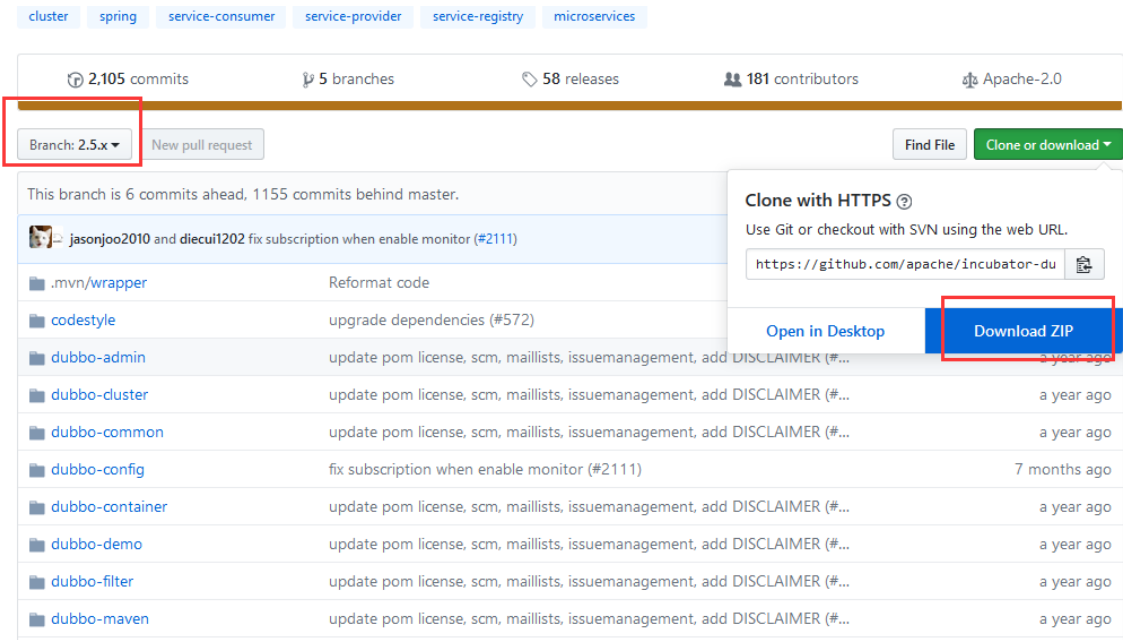 cluster spring service-consumer service-provider service-registry microservices
2,105 commits 5 branches 58 releases 181 contributors Apache-2.0
Branch: 2.5.x New pull request Find File Clone or download
This branch is 6 commits ahead, 1155 commits behind master.
Clone with HTTPS ?
Use Git or checkout with SVN using the web URL.
jasonjoo2010 and diecui1202 fix subscription when enable monitor (#2111)
https://github.com/apache/incubator-du
.mvn/wrapper Reformat code
codestyle upgrade dependencies (#572)
Open in Desktop Download ZIP
dubbo-admin update pom license, scm, maillists, issuemanagement, add DISCLAIMER (#... a year ago
dubbo-cluster update pom license, scm, maillists, issuemanagement, add DISCLAIMER (#... a year ago
dubbo-common update pom license, scm, maillists, issuemanagement, add DISCLAIMER (#... a year ago
dubbo-config fix subscription when enable monitor (#2111) 7 months ago
dubbo-container update pom license, scm, maillists, issuemanagement, add DISCLAIMER (#... a year ago
dubbo-demo update pom license, scm, maillists, issuemanagement, add DISCLAIMER (#... a year ago
dubbo-filter update pom license, scm, maillists, issuemanagement, add DISCLAIMER (#... a year ago
dubbo-maven update pom license, scm, maillists, issuemanagement, add DISCLAIMER (#... a year ago